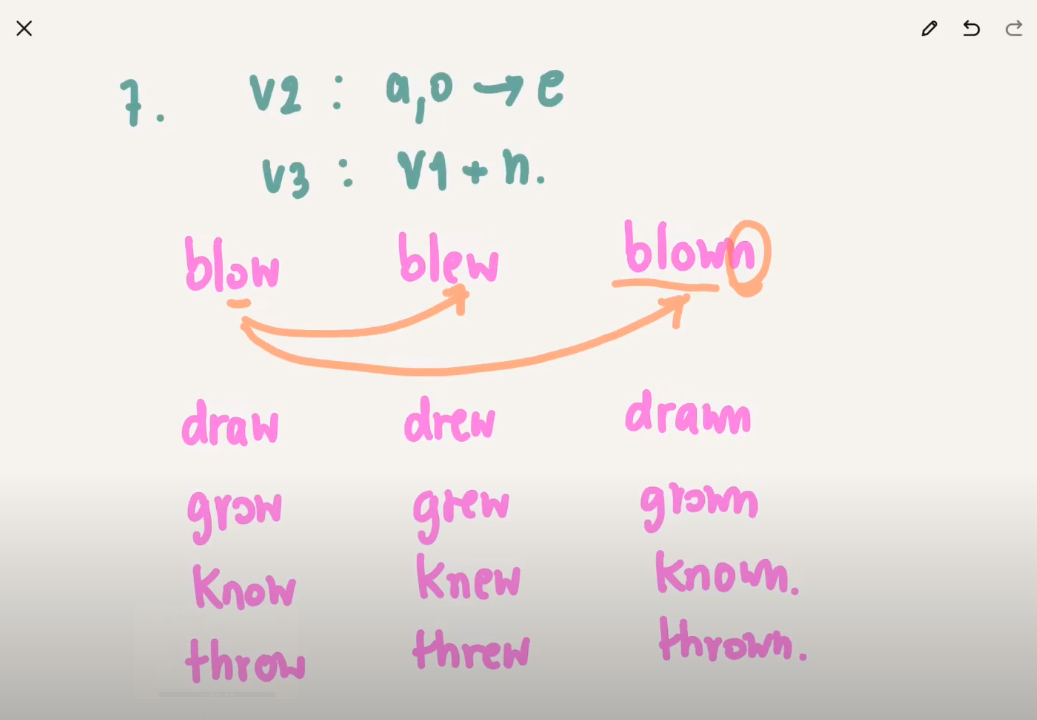 7. v2 : a,o → e
v3 : v1 + n.
blow blew blown
draw drew drawn
grow grew grown
know knew known.
throw threw thrown.